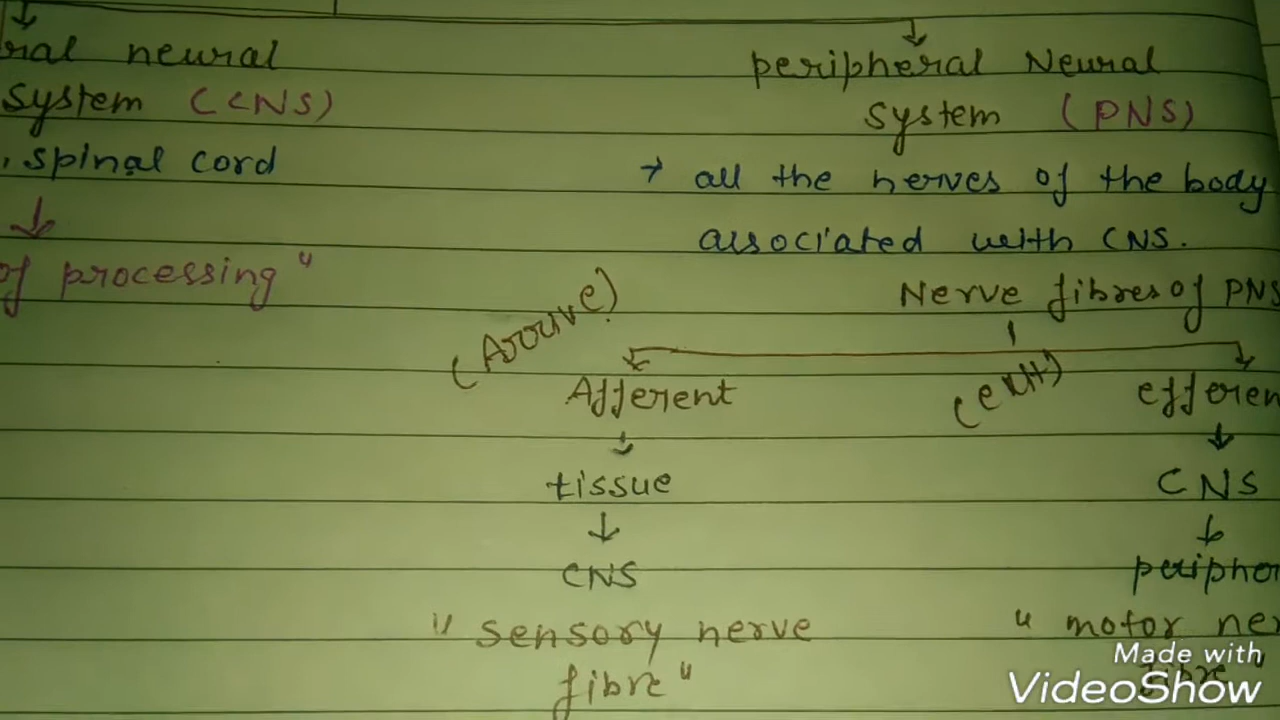 ral neural
System (CNS)
, spinal cord
of processing"
peripheral Neural
System (PNS)
→ all the nerves of the body
associated with CNS.
Nerve fibres of PNS
(Arrive)
(exit)
Afferent
efferen
tissue
CNS
CNS
periphe
" sensory nerve
fibre"
" motor ner
fibre"
Made with
VideoShow